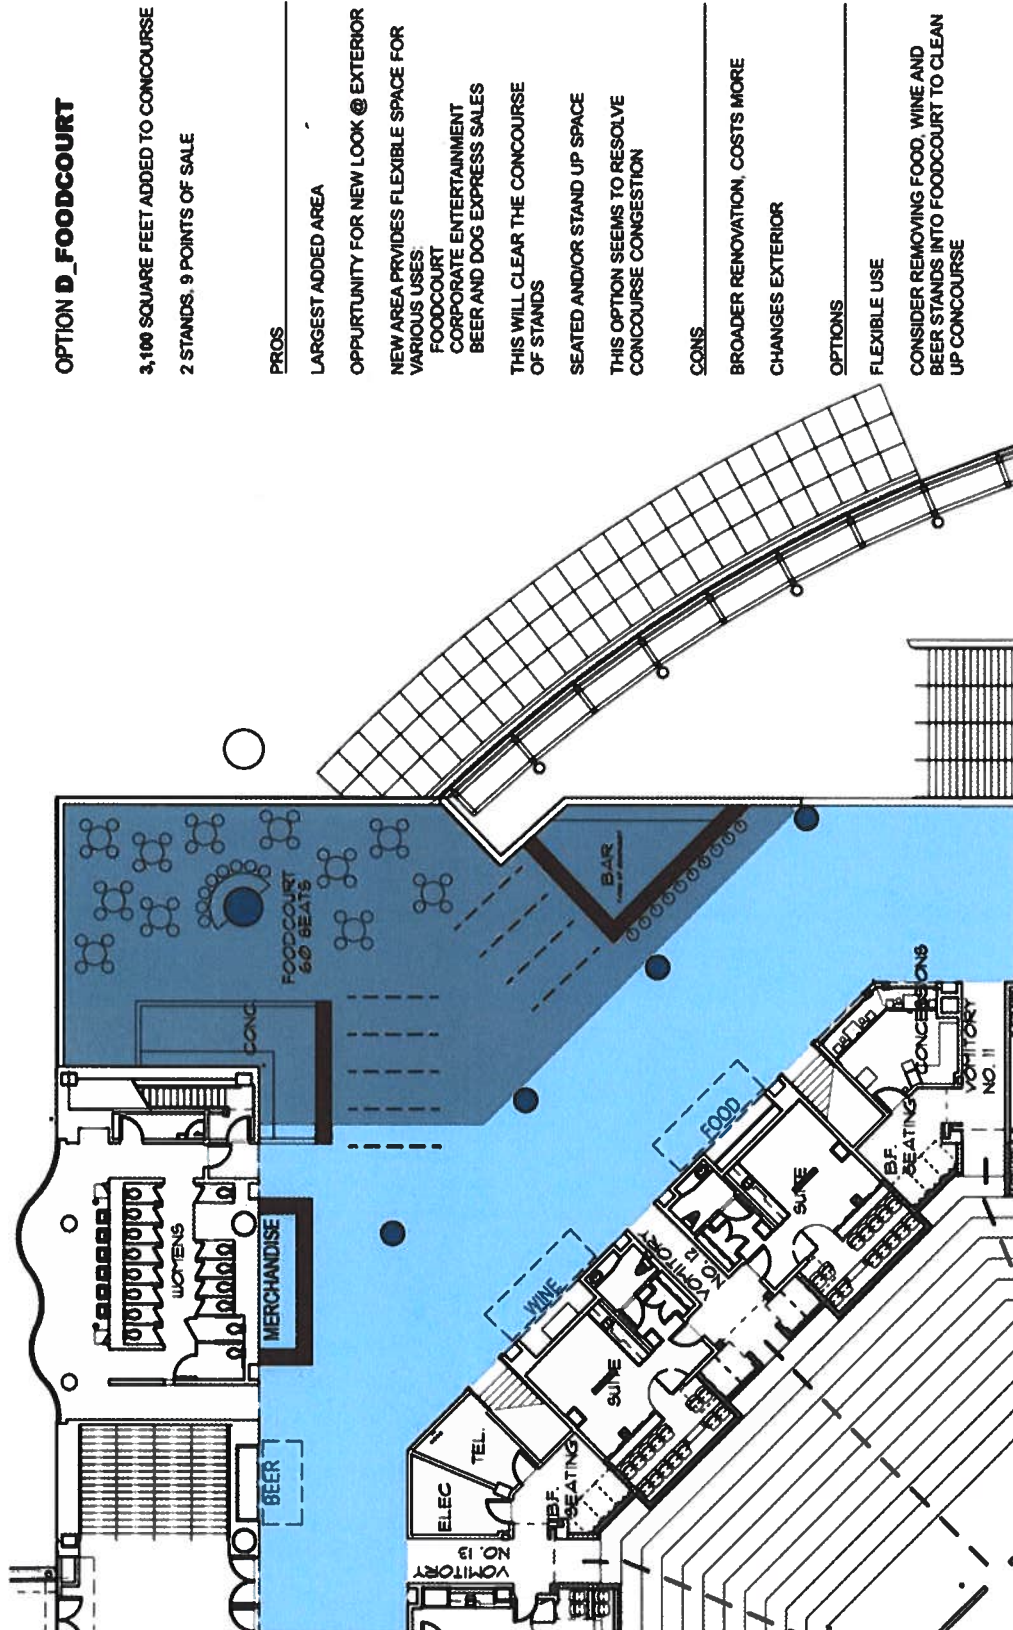 OPTION D_FOODCOURT
3,100 SQUARE FEET ADDED TO CONCOURSE
2 STANDS, 9 POINTS OF SALE
PROS
LARGEST ADDED AREA
OPPURTUNITY FOR NEW LOOK @ EXTERIOR
NEW AREA PRVIDES FLEXIBLE SPACE FOR
VARIOUS USES:
FOODCOURT
CORPORATE ENTERTAINMENT
BEER AND DOG EXPRESS SALES
THIS WILL CLEAR THE CONCOURSE
OF STANDS
SEATED AND/OR STAND UP SPACE
THIS OPTION SEEMS TO RESOLVE
CONCOURSE CONGESTION
CONS
BROADER RENOVATION, COSTS MORE
CHANGES EXTERIOR
OPTIONS
FLEXIBLE USE
CONSIDER REMOVING FOOD, WINE AND
BEER STANDS INTO FOODCOURT TO CLEAN
UP CONCOURSE
FOODCOURT
60 SEATS
BAR
CONC.
WOMENS
MERCHANDISE
BEER
WINE
FOOD
CONCESSIONS
VOMITORY
NO. 11
B.F.
SEATING
SUITE
VOMITORY
NO. 12
SUITE
TEL.
ELEC
B.F.
SEATING
VOMITORY
NO. 13